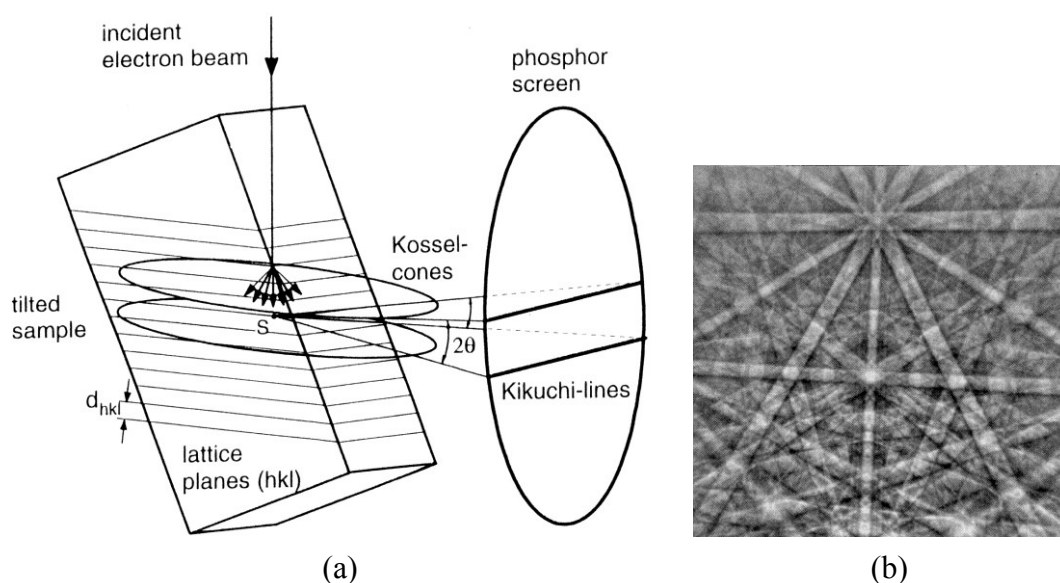 incident
electron beam
phosphor
screen
Kossel-
cones
tilted
sample
S
2θ
Kikuchi-lines
d_hkl
lattice
planes (hkl)
(a)
(b)